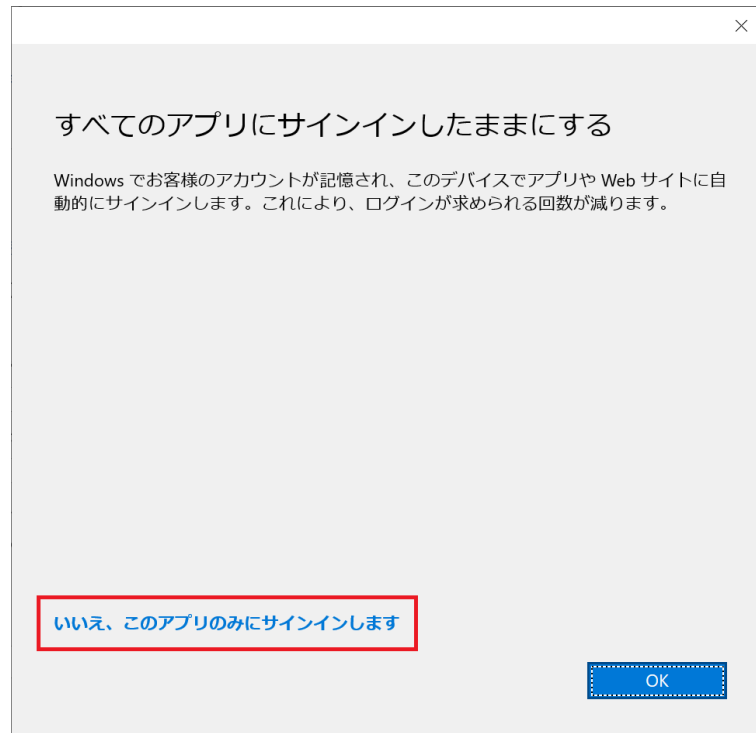 すべてのアプリにサインインしたままにする
Windows でお客様のアカウントが記憶され、このデバイスでアプリや Web サイトに自
動的にサインインします。これにより、ログインが求められる回数が減ります。
いいえ、このアプリのみにサインインします
OK